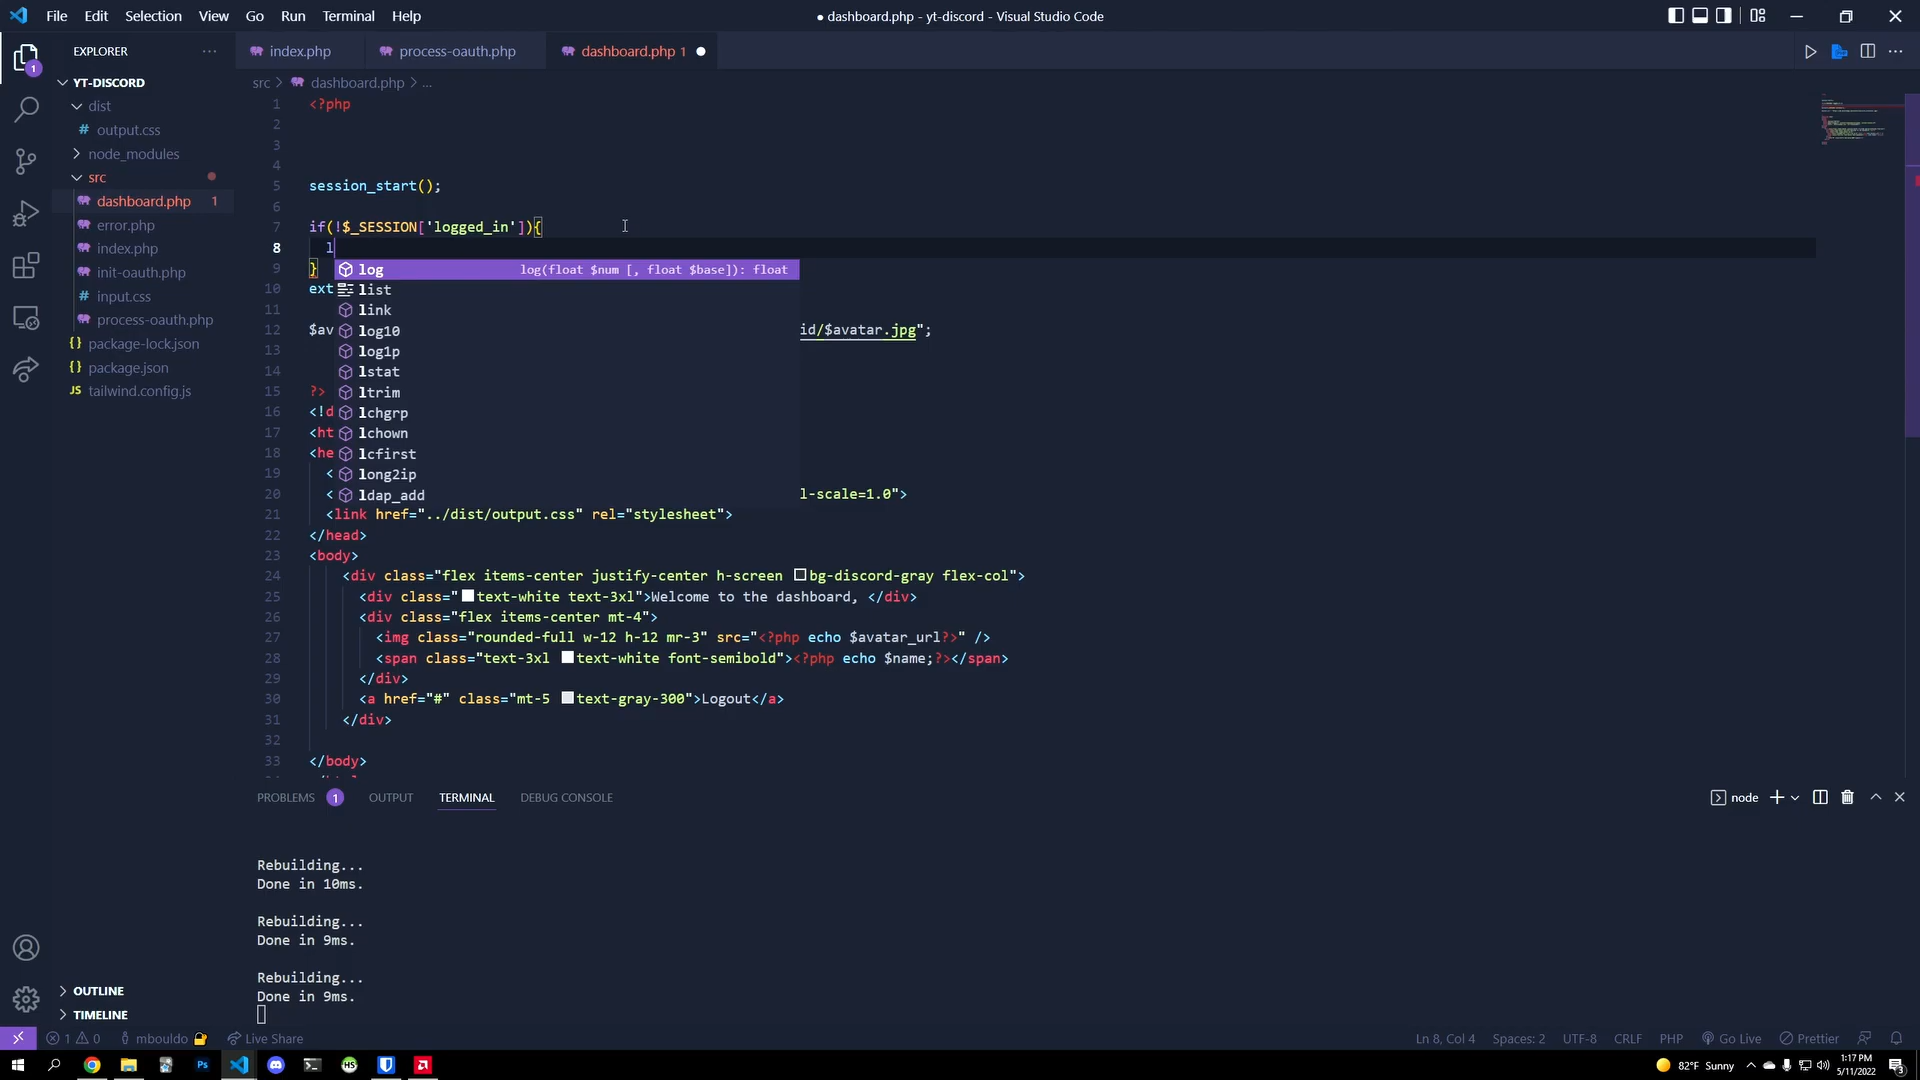 File Edit Selection View Go Run Terminal Help
● dashboard.php - yt-discord - Visual Studio Code
EXPLORER
index.php
process-oauth.php
dashboard.php 1
YT-DISCORD
dist
# output.css
node_modules
src
dashboard.php 1
error.php
index.php
init-oauth.php
# input.css
process-oauth.php
{} package-lock.json
{} package.json
JS tailwind.config.js
OUTLINE
TIMELINE
1
src > dashboard.php > ...
1 <?php
2
3
4
5 session_start();
6
7 if(!$_SESSION['logged_in']){
8 l
9 }
10 ext
11
12 $av id/$avatar.jpg";
13
14
15 ?>
16 <!d
17 <ht
18 <he
19 <
20 < l-scale=1.0">
21 <link href="../dist/output.css" rel="stylesheet">
22 </head>
23 <body>
24 <div class="flex items-center justify-center h-screen bg-discord-gray flex-col">
25 <div class="text-white text-3xl">Welcome to the dashboard, </div>
26 <div class="flex items-center mt-4">
27 <img class="rounded-full w-12 h-12 mr-3" src="<?php echo $avatar_url?>" />
28 <span class="text-3xl text-white font-semibold"><?php echo $name;?></span>
29 </div>
30 <a href="#" class="mt-5 text-gray-300">Logout</a>
31 </div>
32
33 </body>
log log(float $num [, float $base]): float
list
link
log10
log1p
lstat
ltrim
lchgrp
lchown
lcfirst
long2ip
ldap_add
PROBLEMS 1 OUTPUT TERMINAL DEBUG CONSOLE
node
Rebuilding...
Done in 10ms.
Rebuilding...
Done in 9ms.
Rebuilding...
Done in 9ms.
1 0 mbouldo Live Share
Ln 8, Col 4 Spaces: 2 UTF-8 CRLF PHP Go Live Prettier
Ps
HS
82°F Sunny
1:17 PM
5/11/2022
3